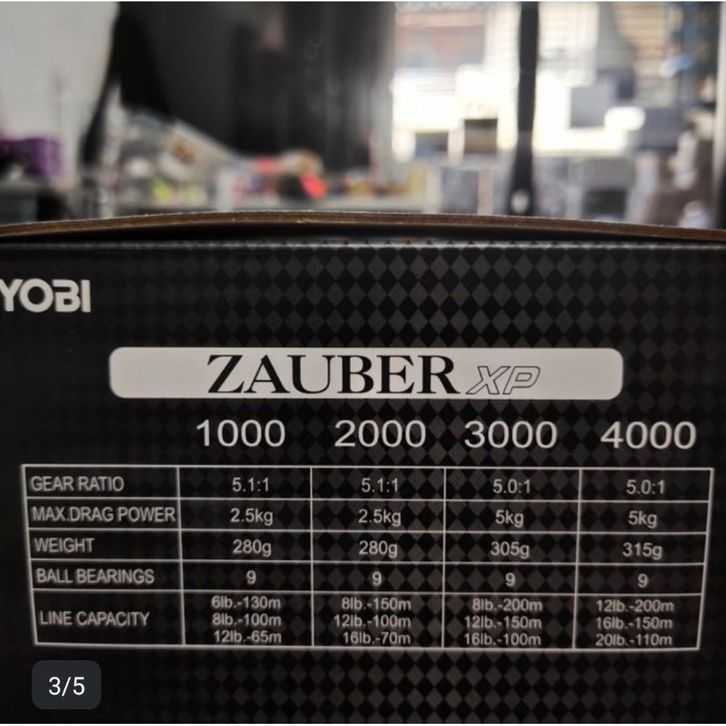 YOBI
ZAUBER XP
1000 2000 3000 4000
GEAR RATIO 5.1:1 5.1:1 5.0:1 5.0:1
MAX.DRAG POWER 2.5kg 2.5kg 5kg 5kg
WEIGHT 280g 280g 305g 315g
BALL BEARINGS 9 9 9 9
LINE CAPACITY
6lb.-130m 8lb.-150m 8lb.-200m 12lb.-200m
8lb.-100m 12lb.-100m 12lb.-150m 16lb.-150m
12lb.-65m 16lb.-70m 16lb.-100m 20lb.-110m
3/5